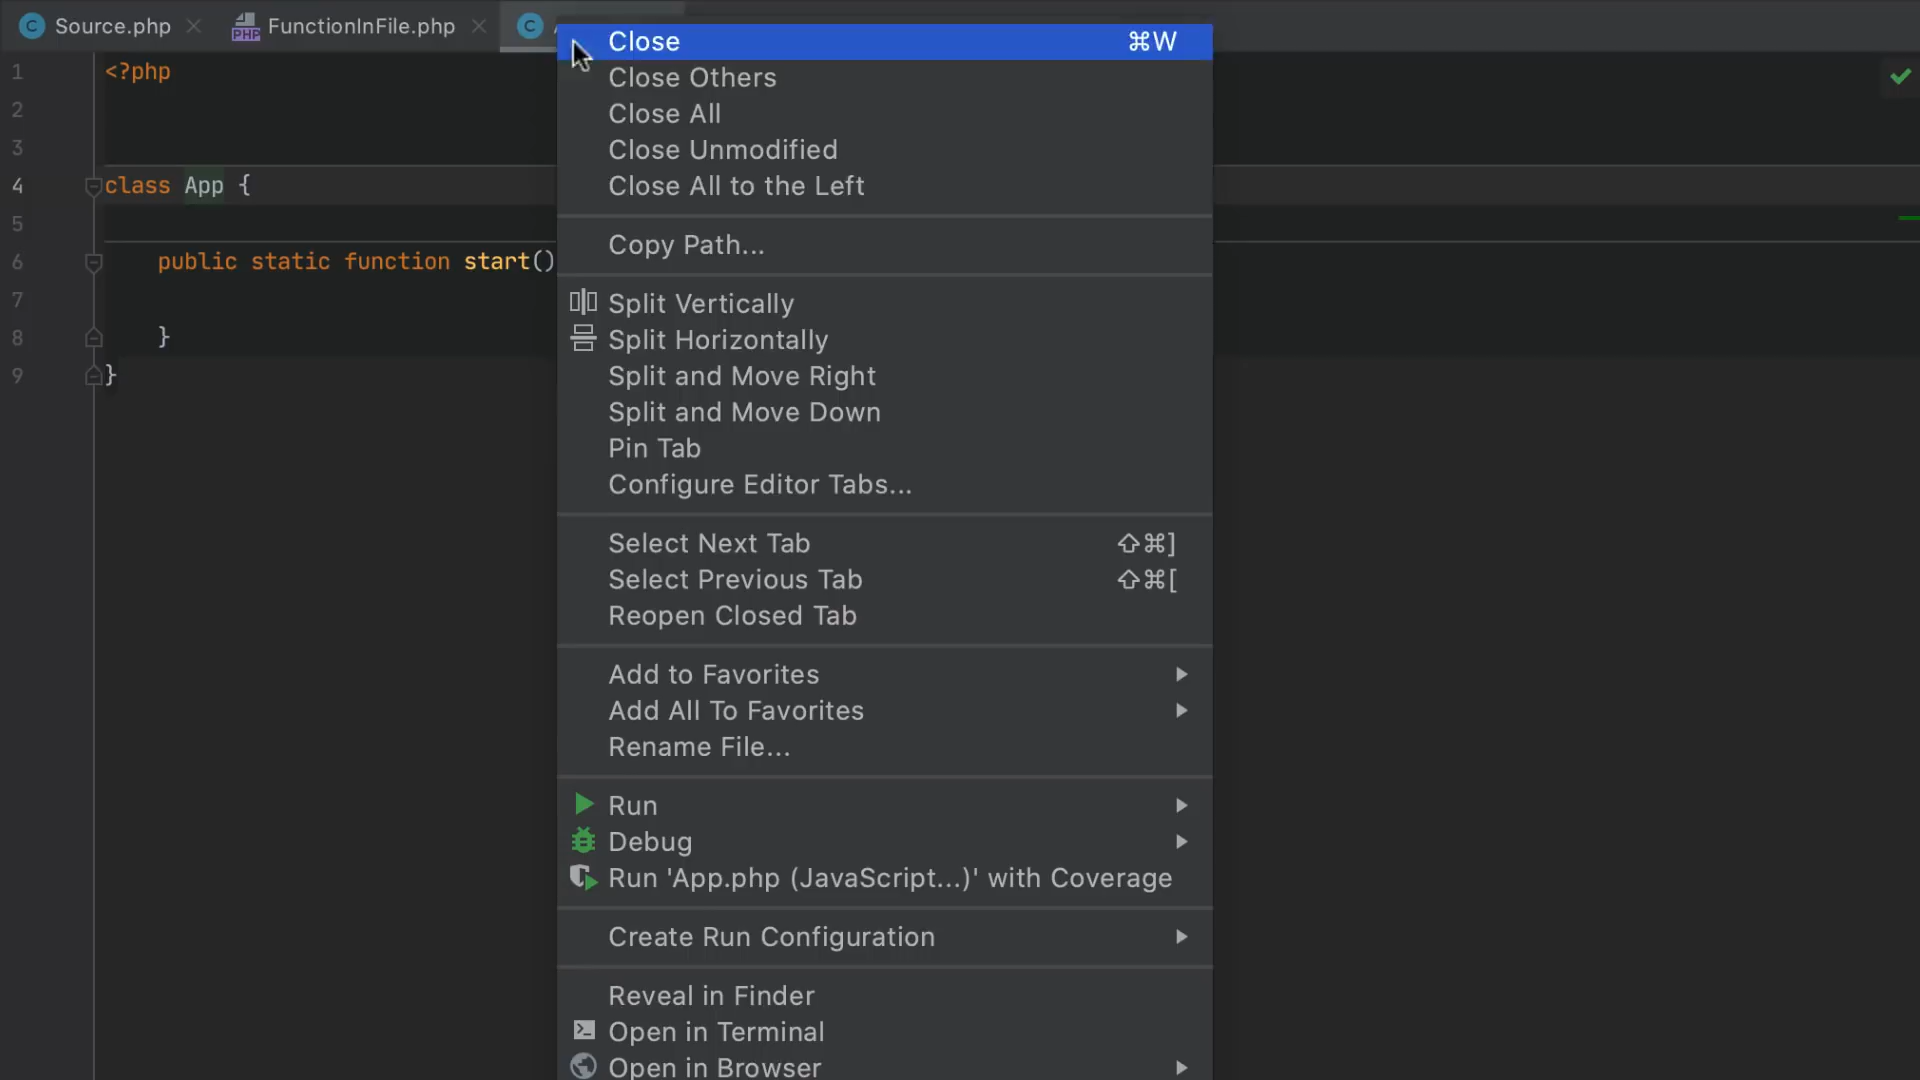 Source.php
FunctionInFile.php
1 <?php
2
3
4 class App {
5
6 public static function start()
7
8 }
9 }
Close ⌘W
Close Others
Close All
Close Unmodified
Close All to the Left
Copy Path...
Split Vertically
Split Horizontally
Split and Move Right
Split and Move Down
Pin Tab
Configure Editor Tabs...
Select Next Tab ⇧⌘]
Select Previous Tab ⇧⌘[
Reopen Closed Tab
Add to Favorites
Add All To Favorites
Rename File...
Run
Debug
Run 'App.php (JavaScript...)' with Coverage
Create Run Configuration
Reveal in Finder
Open in Terminal
Open in Browser